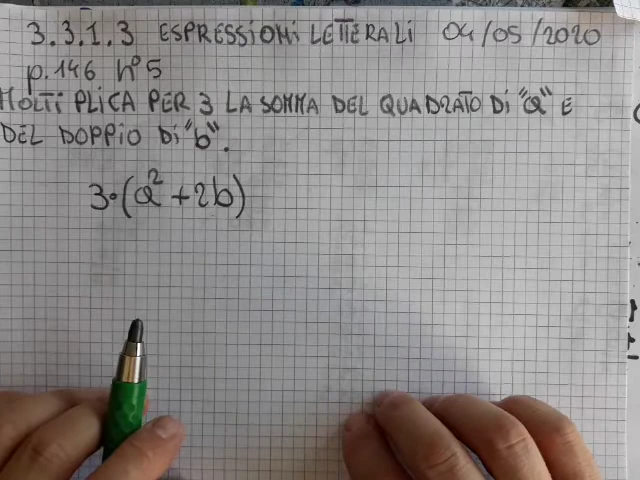 3.3.1.3 ESPRESSIONI LETTERALI 04/05/2020
p.146 n°5
MOLTIPLICA PER 3 LA SOMMA DEL QUADRATO DI "a" E
DEL DOPPIO DI "b".
3·(a²+2b)